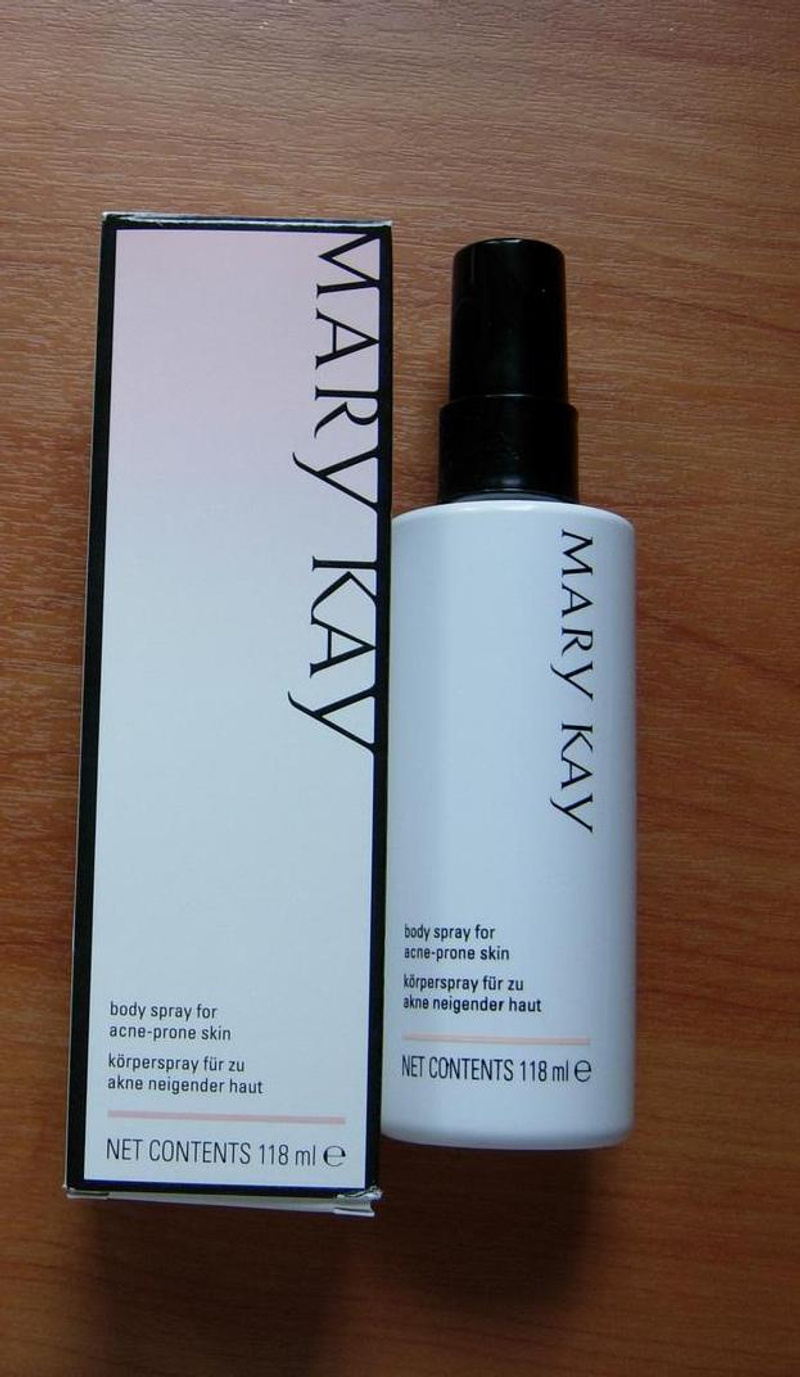 MARY KAY
body spray for
acne-prone skin
körperspray für zu
akne neigender haut
NET CONTENTS 118 ml ℮
MARY KAY
body spray for
acne-prone skin
körperspray für zu
akne neigender haut
NET CONTENTS 118 ml ℮